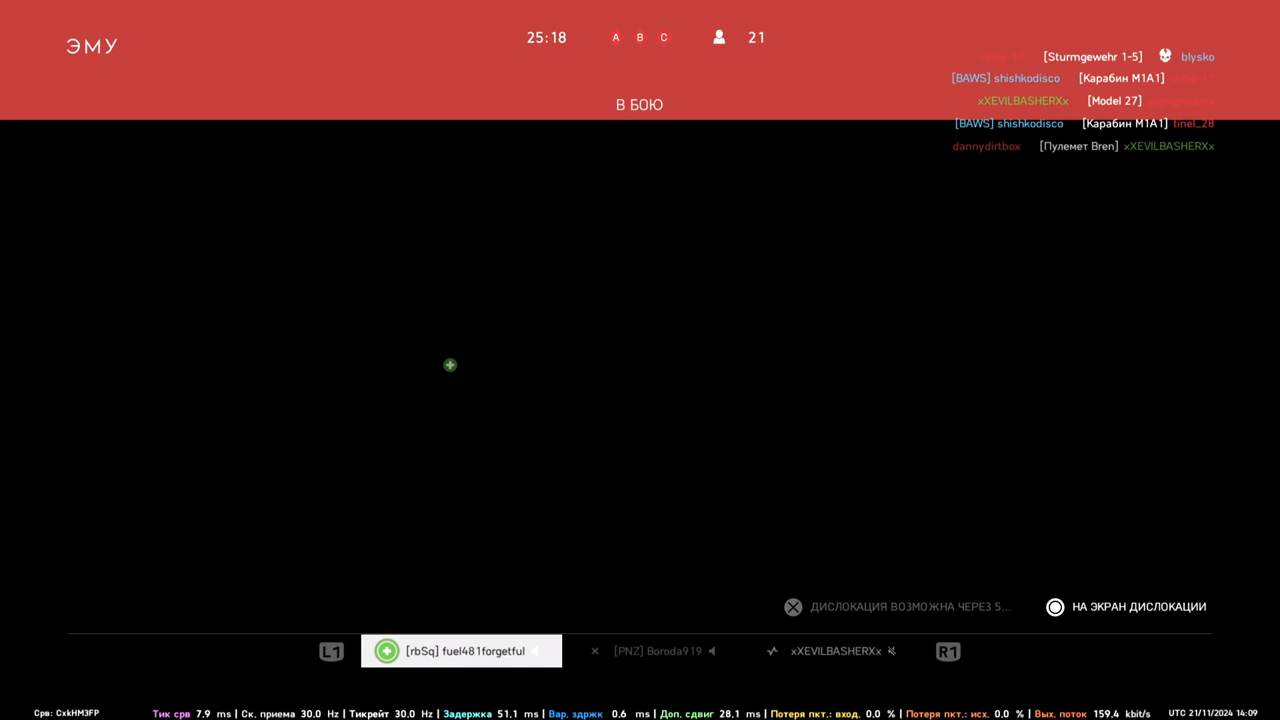 ЭМУ
25:18 A B C 21
В БОЮ
[Sturmgewehr 1-5] blysko
[BAWS] shishkodisco [Карабин M1A1]
xXEVILBASHERXx [Model 27]
[BAWS] shishkodisco [Карабин M1A1] tinel_28
dannydirtbox [Пулемет Bren] xXEVILBASHERXx
ДИСЛОКАЦИЯ ВОЗМОЖНА ЧЕРЕЗ 5... НА ЭКРАН ДИСЛОКАЦИИ
L1 [rbSq] fuel481forgetful [PNZ] Boroda919 xXEVILBASHERXx R1
Срв: CxkHM3FP Тик срв 7.9 ms | Ск. приема 30.0 Hz | Тикрейт 30.0 Hz | Задержка 51.1 ms | Вар. здржк 0.6 ms | Доп. сдвиг 28.1 ms | Потеря пкт.: вход. 0.0 % | Потеря пкт.: исх. 0.0 % | Вых. поток 159.4 kbit/s UTC 21/11/2024 14:09